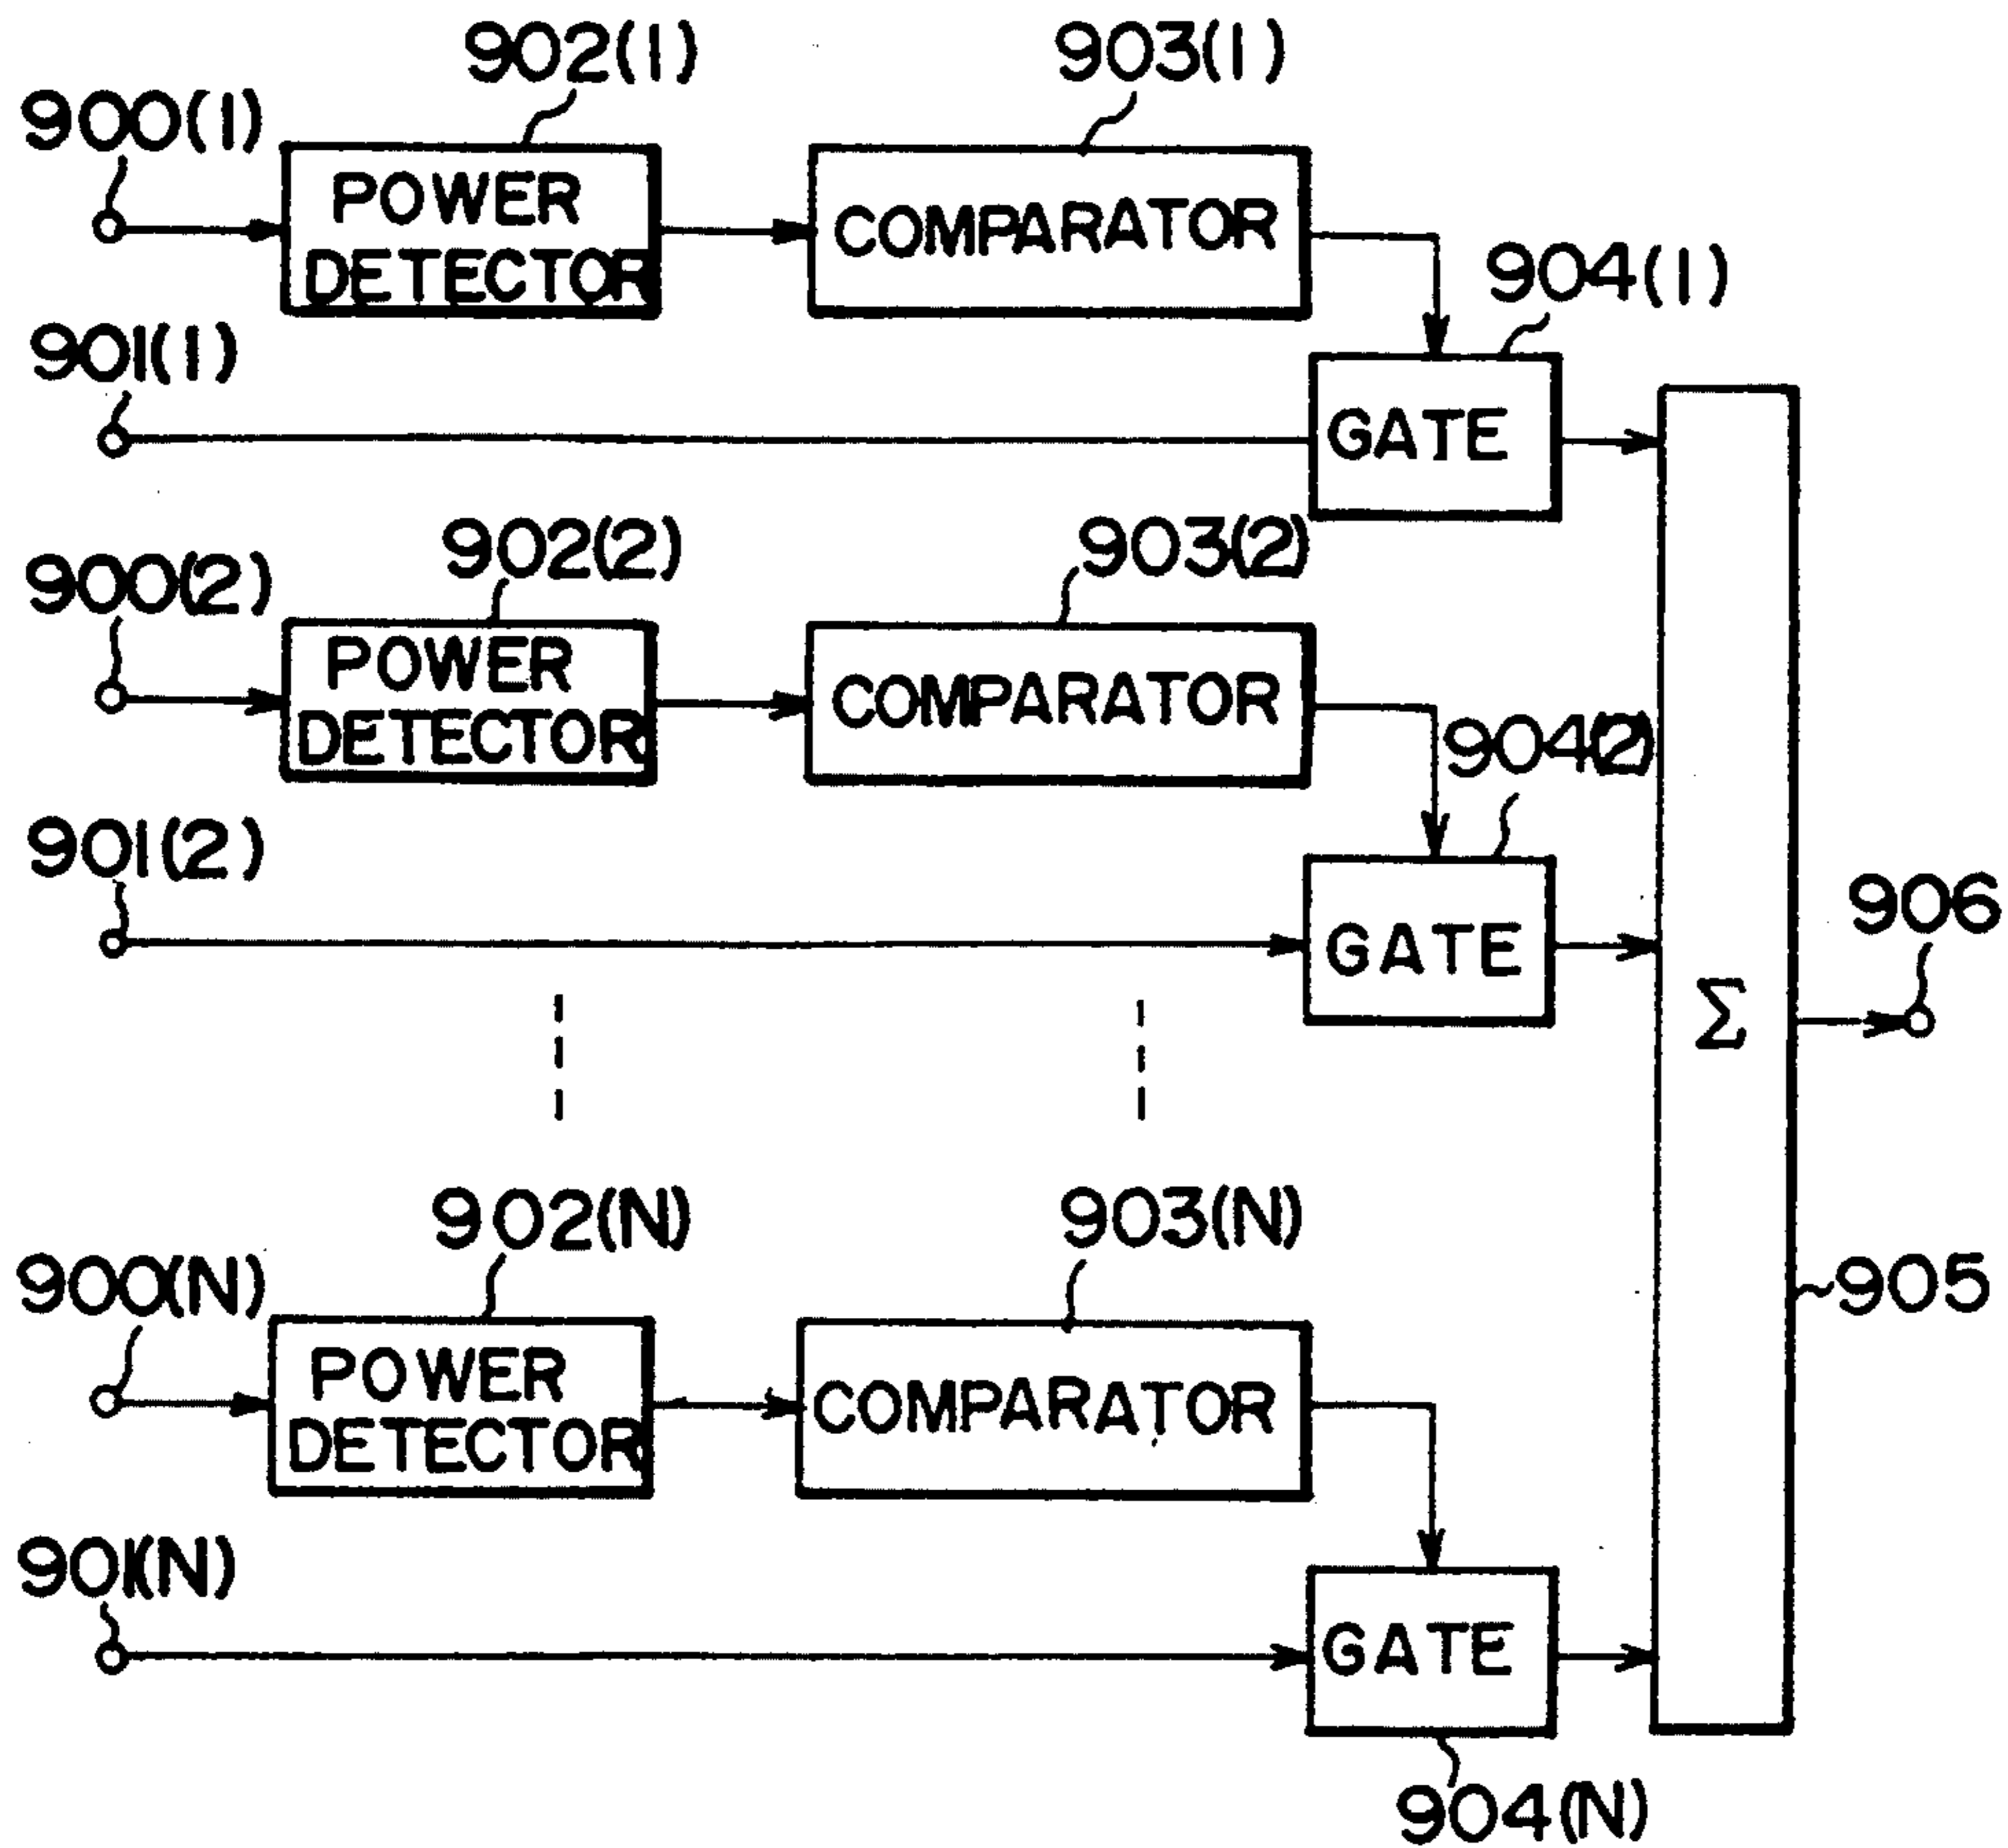 902(1)
903(1)
900(1)
POWER
DETECTOR
COMPARATOR
904(1)
901(1)
GATE
902(2)
903(2)
900(2)
POWER
DETECTOR
COMPARATOR
904(2)
901(2)
GATE
906
Σ
902(N)
903(N)
900(N)
905
POWER
DETECTOR
COMPARATOR
901(N)
GATE
904(N)